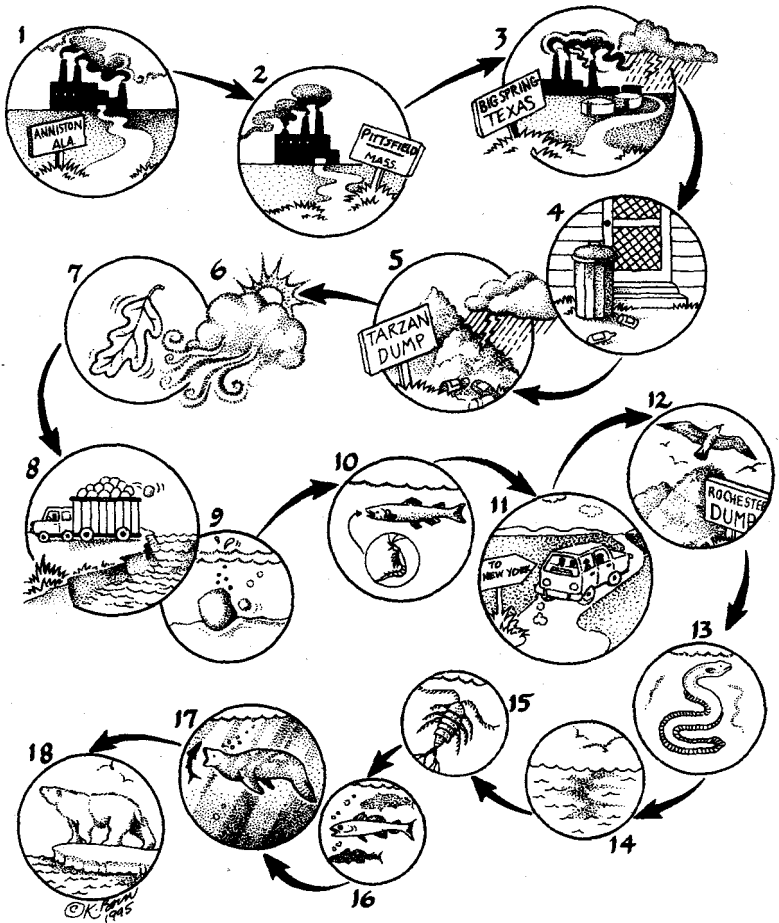 1
ANNISTON
ALA.
2
PITTSFIELD
MASS.
3
BIG SPRING
TEXAS
4
5
TARZAN
DUMP
6
7
8
9
10
11
TO
NEW YORK
12
ROCHESTER
DUMP
13
14
15
16
17
18
©K.
1995